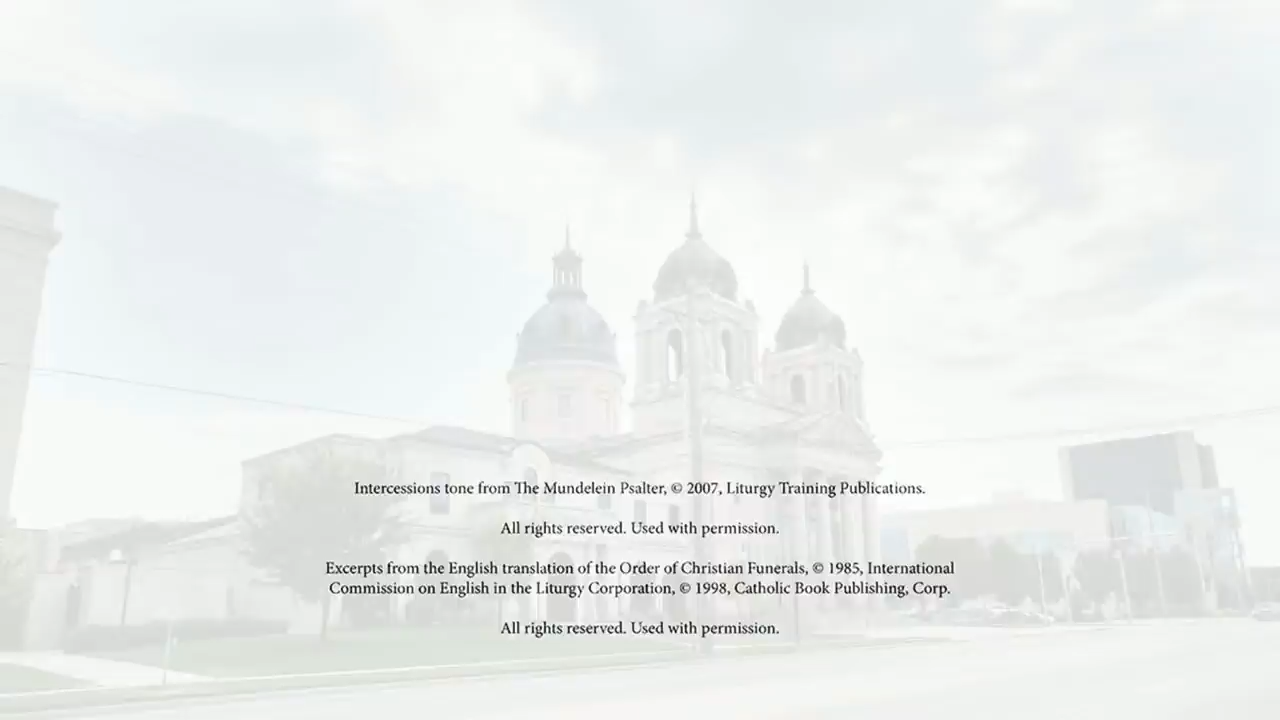 Intercessions tone from The Mundelein Psalter, © 2007, Liturgy Training Publications.
All rights reserved. Used with permission.
Excerpts from the English translation of the Order of Christian Funerals, © 1985, International
Commission on English in the Liturgy Corporation, © 1998, Catholic Book Publishing, Corp.
All rights reserved. Used with permission.